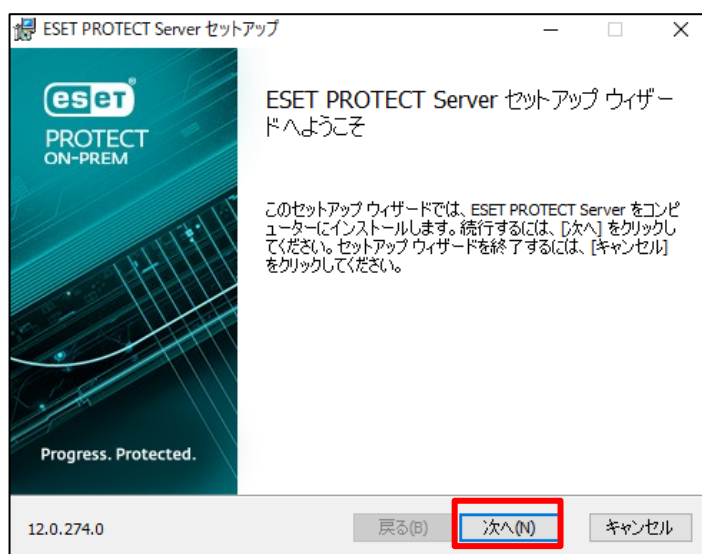 ESET PROTECT Server セットアップ
eset
PROTECT
ON-PREM
ESET PROTECT Server セットアップ ウィザー
ドへようこそ
このセットアップ ウィザードでは、ESET PROTECT Server をコンピ
ューターにインストールします。続行するには、[次へ] をクリックし
てください。セットアップ ウィザードを終了するには、[キャンセル]
をクリックしてください。
Progress. Protected.
12.0.274.0
戻る(B)
次へ(N)
キャンセル